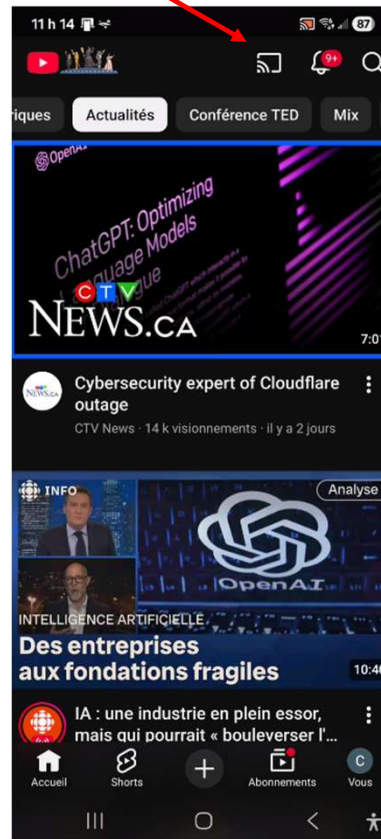 11 h 14
87
9+
iques
Actualités
Conférence TED
Mix
OpenAI
ChatGPT: Optimizing
Language Models
Dialogue
CTV
NEWS.CA
7:0
NEWS.CA
Cybersecurity expert of Cloudflare
outage
CTV News · 14 k visionnements · il y a 2 jours
INFO
Analyse
OpenAI
INTELLIGENCE ARTIFICIELLE
Des entreprises
aux fondations fragiles
10:4
IA : une industrie en plein essor,
mais qui pourrait « bouleverser l'...
Accueil
Shorts
Abonnements
C
Vous